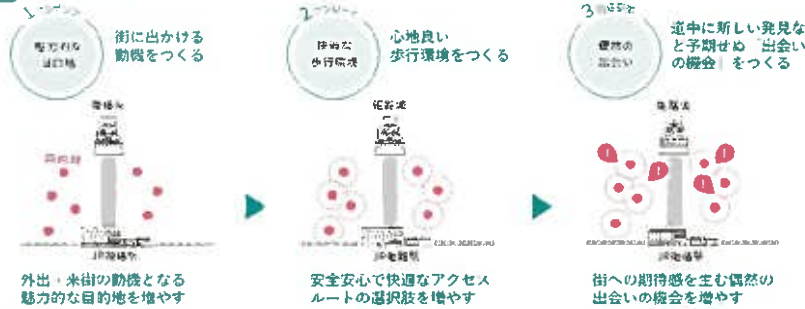 1
魅力的な
目的地
街に出かける
動機をつくる
姫路城
目的地
JR姫路駅
外出・来街の動機となる
魅力的な目的地を増やす
2
快適な
歩行環境
心地良い
歩行環境をつくる
姫路城
JR姫路駅
安全安心で快適なアクセス
ルートの選択肢を増やす
3
偶然の
出会い
道中に新しい発見な
ど予期せぬ「出会い
の機会」をつくる
姫路城
JR姫路駅
街への期待感を生む偶然の
出会いの機会を増やす